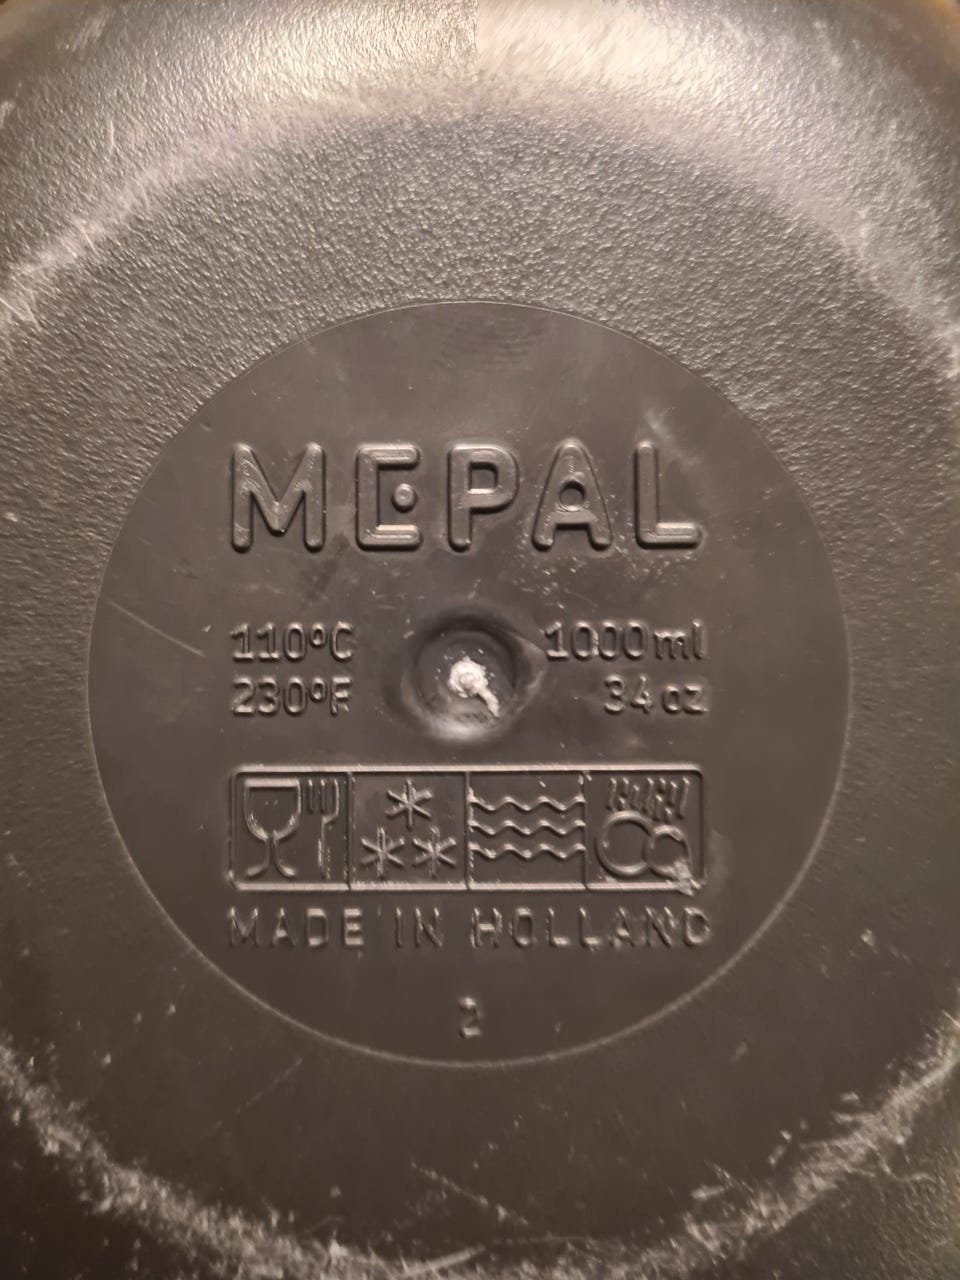 MEPAL
110°C 1000ml
230°F 34 oz
MADE IN HOLLAND
2